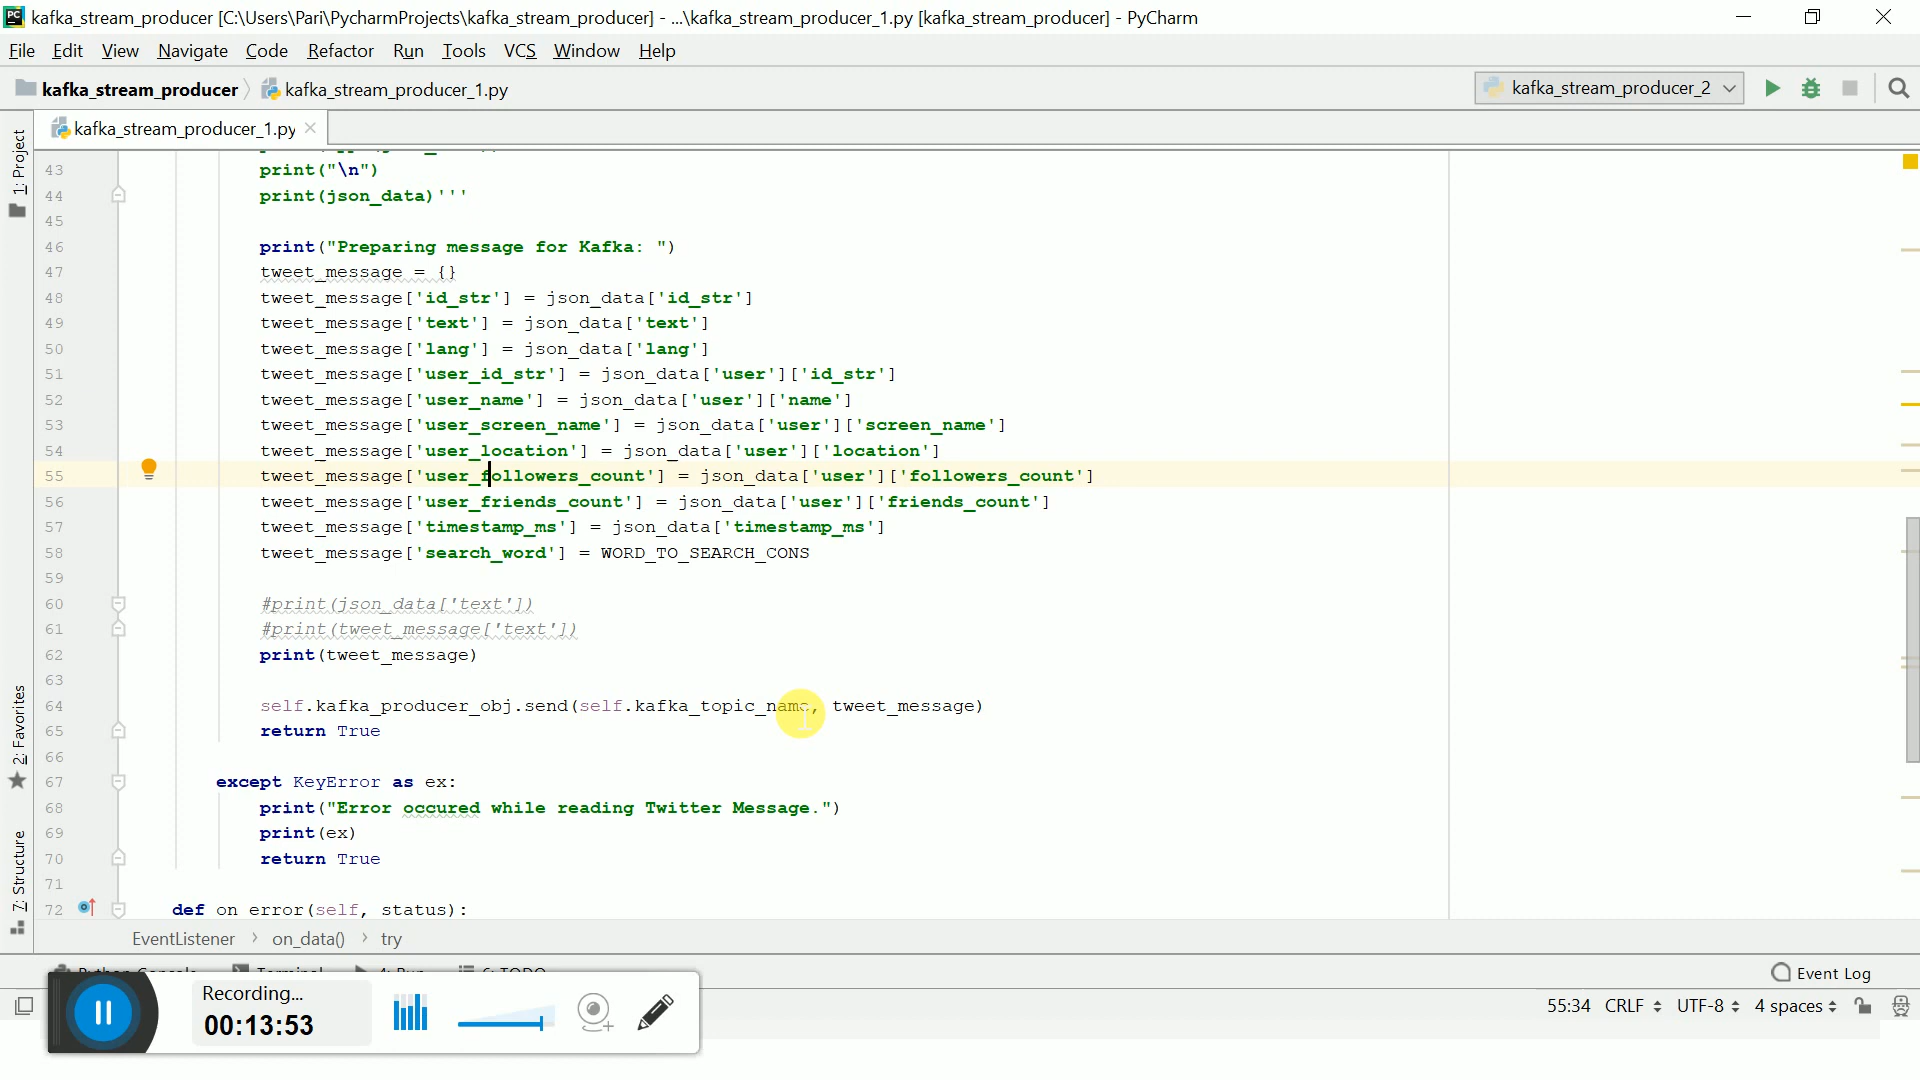 kafka_stream_producer [C:\Users\Pari\PycharmProjects\kafka_stream_producer] - ...\kafka_stream_producer_1.py [kafka_stream_producer] - PyCharm
File Edit View Navigate Code Refactor Run Tools VCS Window Help
kafka_stream_producer kafka_stream_producer_1.py kafka_stream_producer_2
kafka_stream_producer_1.py
1: Project
2: Favorites
7: Structure
43 print("\n")
44 print(json_data)'''
45
46 print("Preparing message for Kafka: ")
47 tweet_message = {}
48 tweet_message['id_str'] = json_data['id_str']
49 tweet_message['text'] = json_data['text']
50 tweet_message['lang'] = json_data['lang']
51 tweet_message['user_id_str'] = json_data['user']['id_str']
52 tweet_message['user_name'] = json_data['user']['name']
53 tweet_message['user_screen_name'] = json_data['user']['screen_name']
54 tweet_message['user_location'] = json_data['user']['location']
55 tweet_message['user_followers_count'] = json_data['user']['followers_count']
56 tweet_message['user_friends_count'] = json_data['user']['friends_count']
57 tweet_message['timestamp_ms'] = json_data['timestamp_ms']
58 tweet_message['search_word'] = WORD_TO_SEARCH_CONS
59
60 #print(json_data['text'])
61 #print(tweet_message['text'])
62 print(tweet_message)
63
64 self.kafka_producer_obj.send(self.kafka_topic_name, tweet_message)
65 return True
66
67 except KeyError as ex:
68 print("Error occured while reading Twitter Message.")
69 print(ex)
70 return True
71
72 def on_error(self, status):
EventListener > on_data() > try
Python Console Terminal 4: Run 6: TODO Event Log
Recording...
00:13:53
55:34 CRLF UTF-8 4 spaces